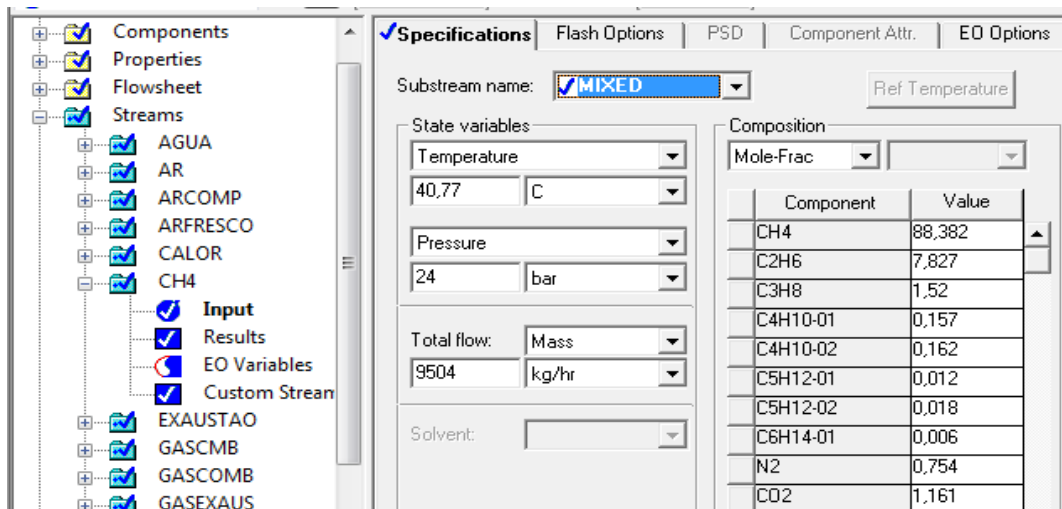 Components
Properties
Flowsheet
Streams
AGUA
AR
ARCOMP
ARFRESCO
CALOR
CH4
Input
Results
EO Variables
Custom Stream
EXAUSTAO
GASCMB
GASCOMB
GASEXAUS
Specifications Flash Options PSD Component Attr. EO Options
Substream name: MIXED Ref Temperature
State variables
Temperature
40,77 C
Pressure
24 bar
Total flow: Mass
9504 kg/hr
Solvent:
Composition
Mole-Frac
Component Value
CH4 88,382
C2H6 7,827
C3H8 1,52
C4H10-01 0,157
C4H10-02 0,162
C5H12-01 0,012
C5H12-02 0,018
C6H14-01 0,006
N2 0,754
CO2 1,161